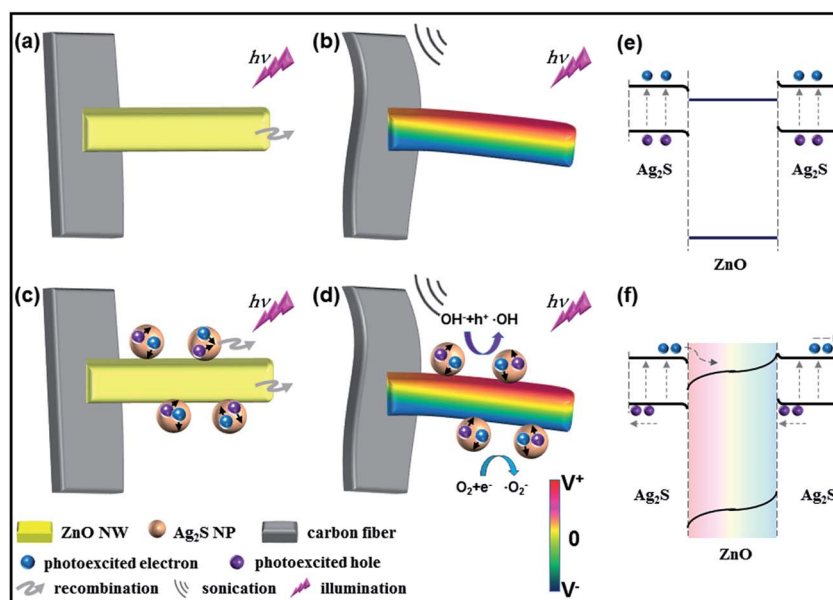 (a)
hν
(b)
hν
(e)
Ag₂S
Ag₂S
ZnO
(c)
hν
(d)
hν
OH⁻+h⁺ ·OH
O₂+e⁻ ·O₂⁻
V⁺
0
V⁻
(f)
Ag₂S
Ag₂S
ZnO
ZnO NW
Ag₂S NP
carbon fiber
photoexcited electron
photoexcited hole
recombination
sonication
illumination